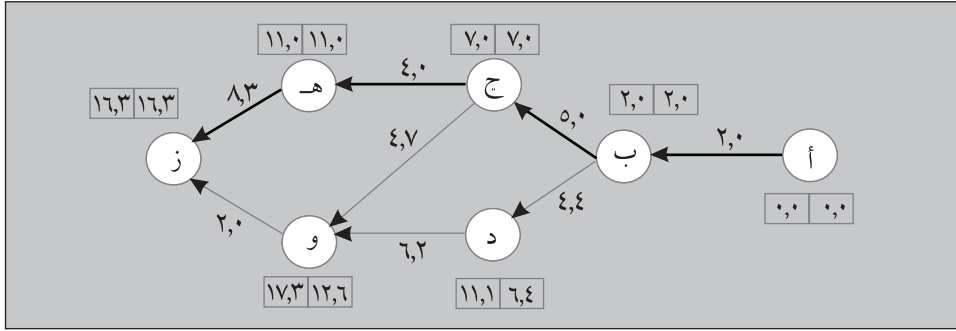 ٧,٠ ٧,٠
١١,٠ ١١,٠
٤,٠
ج
هـ
٢,٠ ٢,٠
١٦,٣ ١٦,٣
٨,٣
٥,٠
٢,٠
٤,٧
أ
ب
ز
٤,٤
٠,٠ ٠,٠
٢,٠
د
و
٦,٢
٦,٤ ١١,١
١٢,٦ ١٧,٣